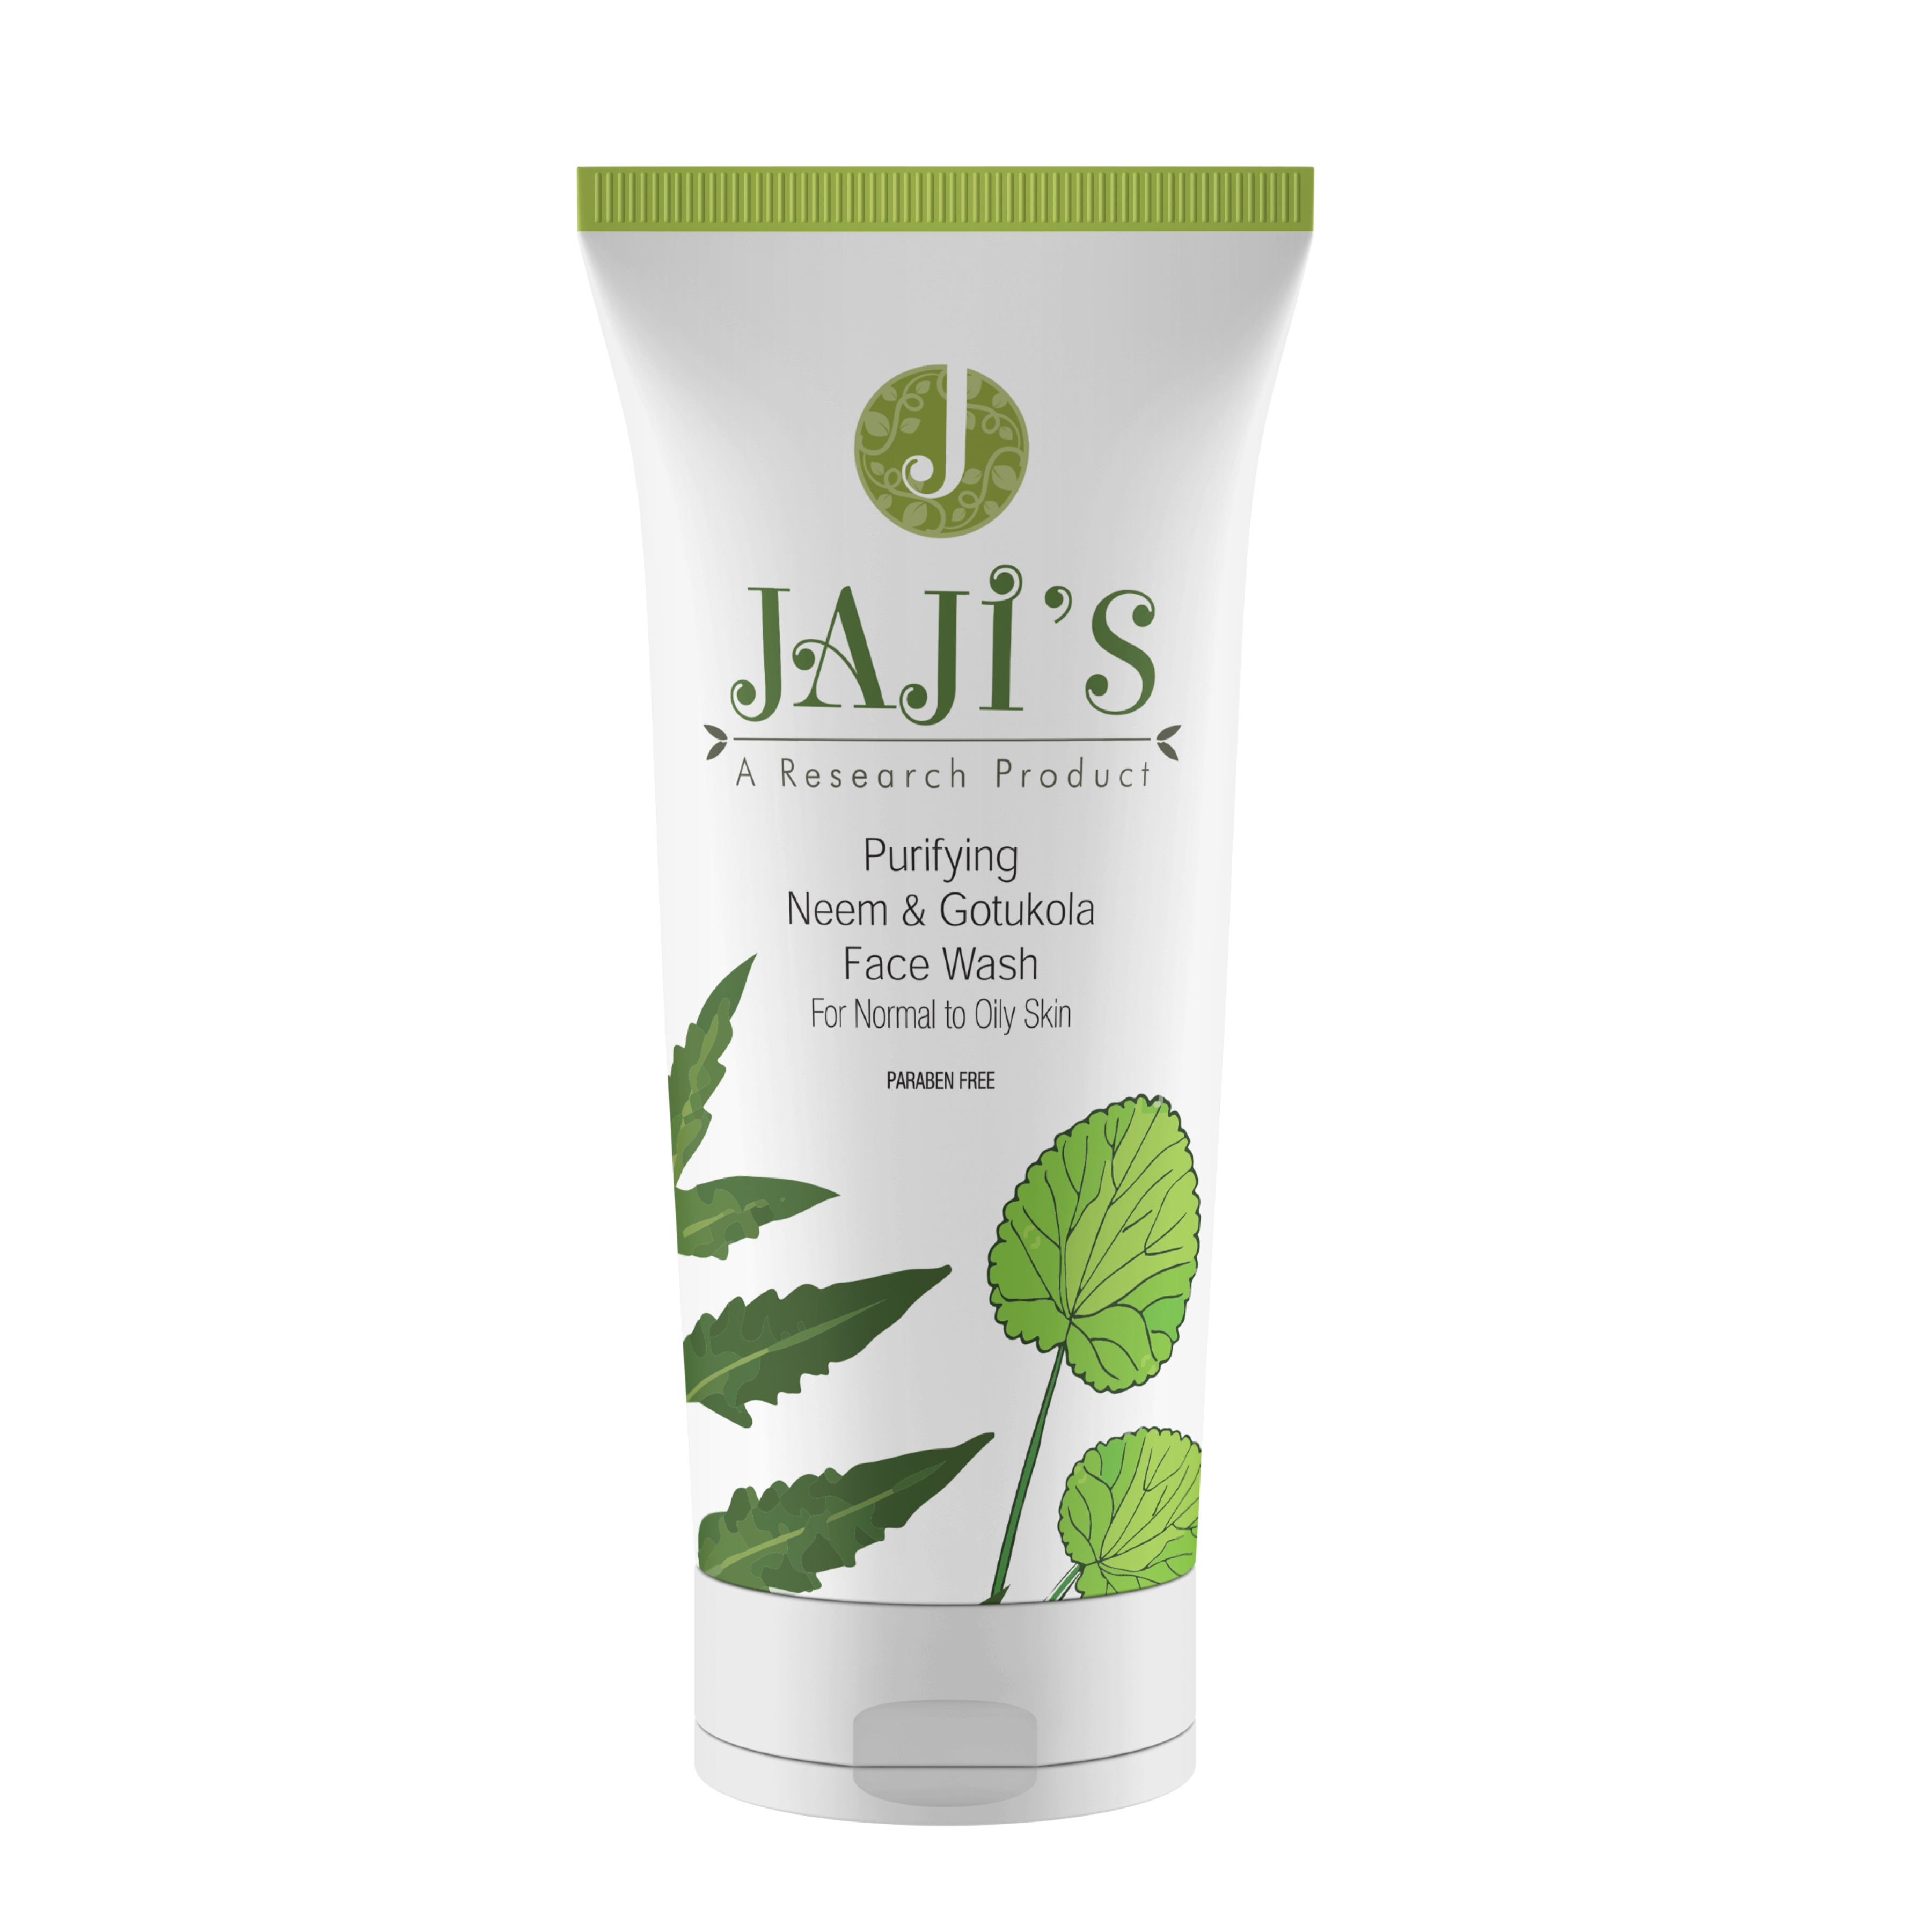 J
JAJI'S
A Research Product
Purifying
Neem & Gotukola
Face Wash
For Normal to Oily Skin
PARABEN FREE